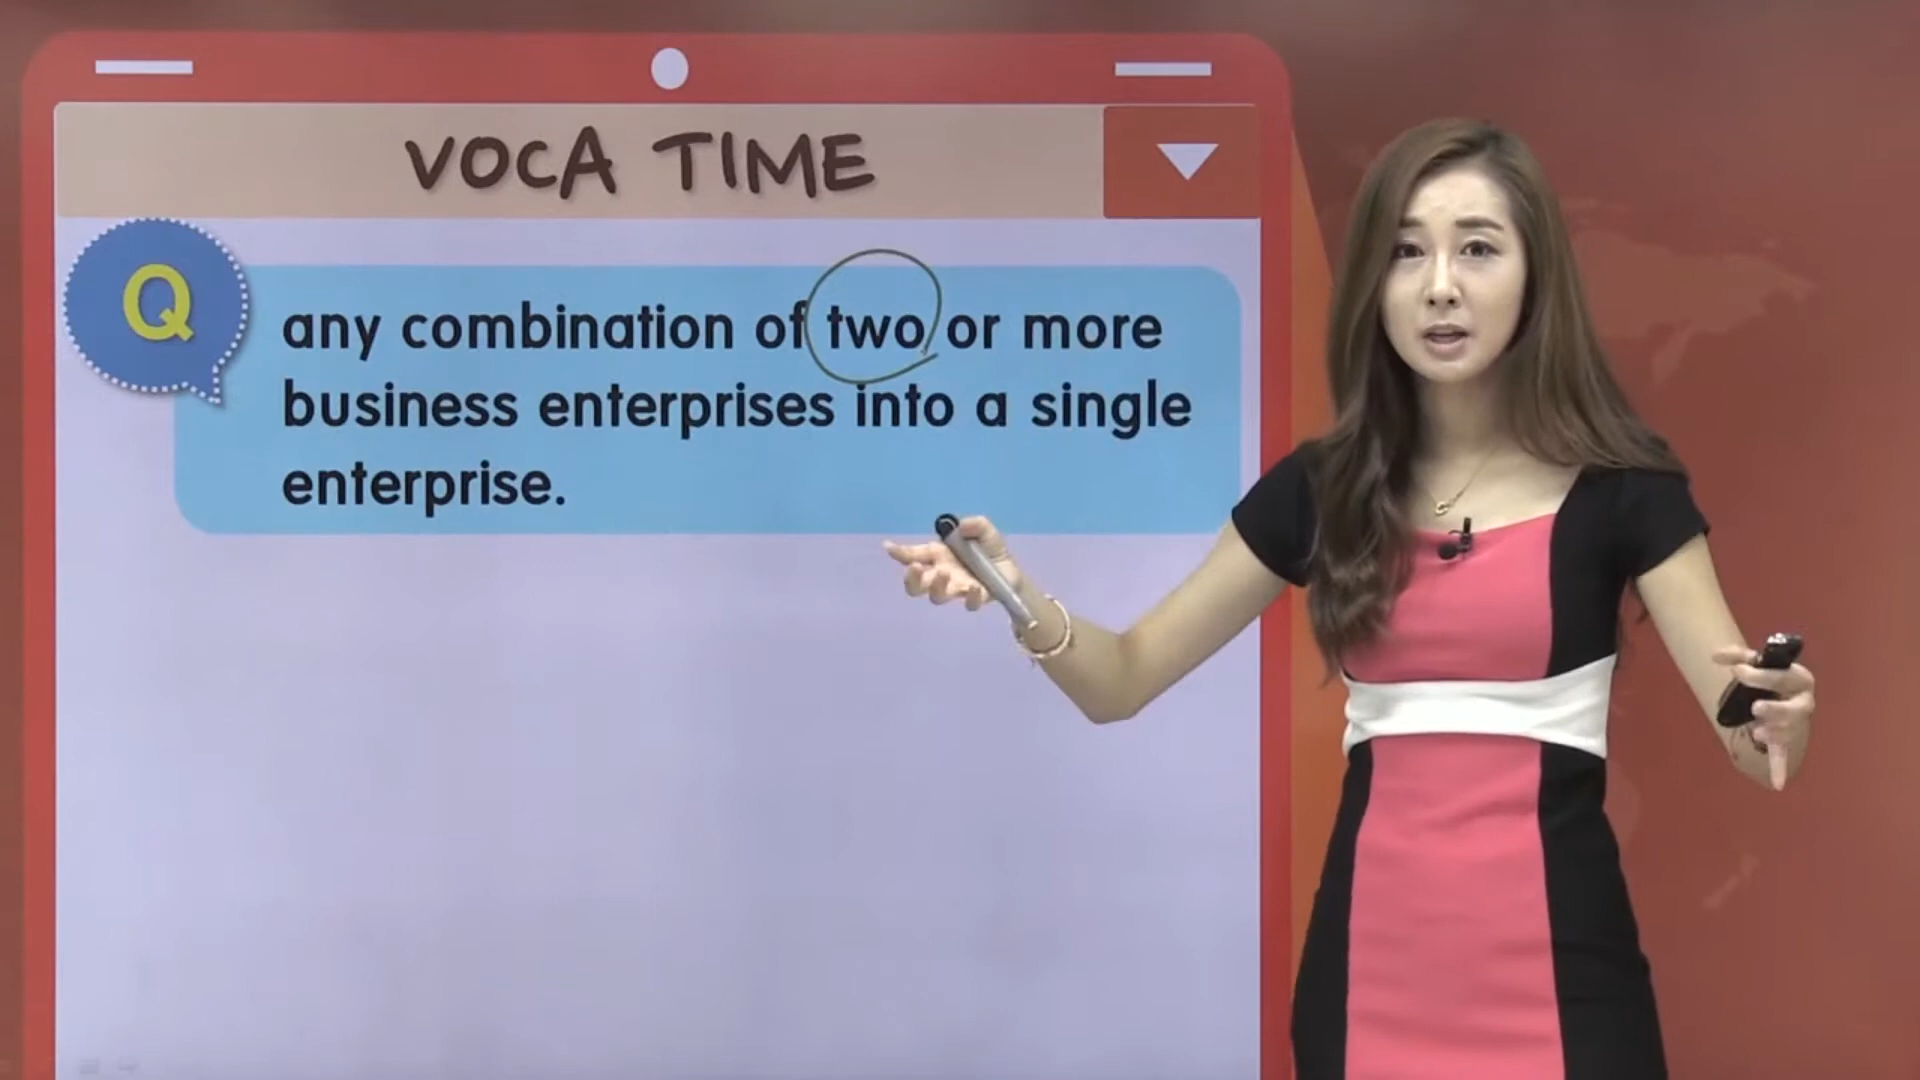 VOCA TIME
Q
any combination of two or more
business enterprises into a single
enterprise.